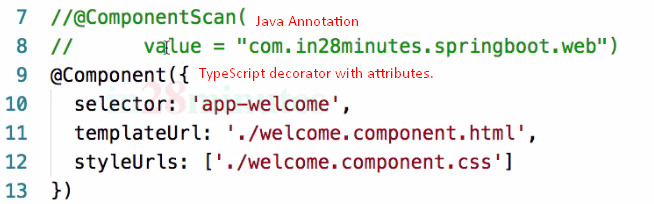 7 //@ComponentScan( Java Annotation
8 // value = "com.in28minutes.springboot.web")
9 @Component({ TypeScript decorator with attributes.
in28minutes
10 selector: 'app-welcome',
11 templateUrl: './welcome.component.html',
12 styleUrls: ['./welcome.component.css']
13 })